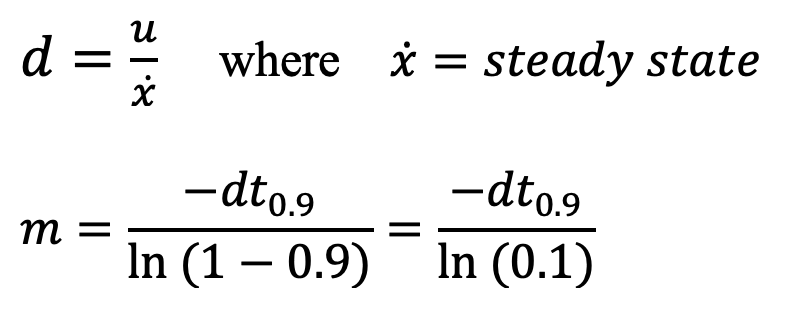 d = u/ẋ where ẋ = steady state
m = −dt₀.₉/ln (1 − 0.9) = −dt₀.₉/ln (0.1)